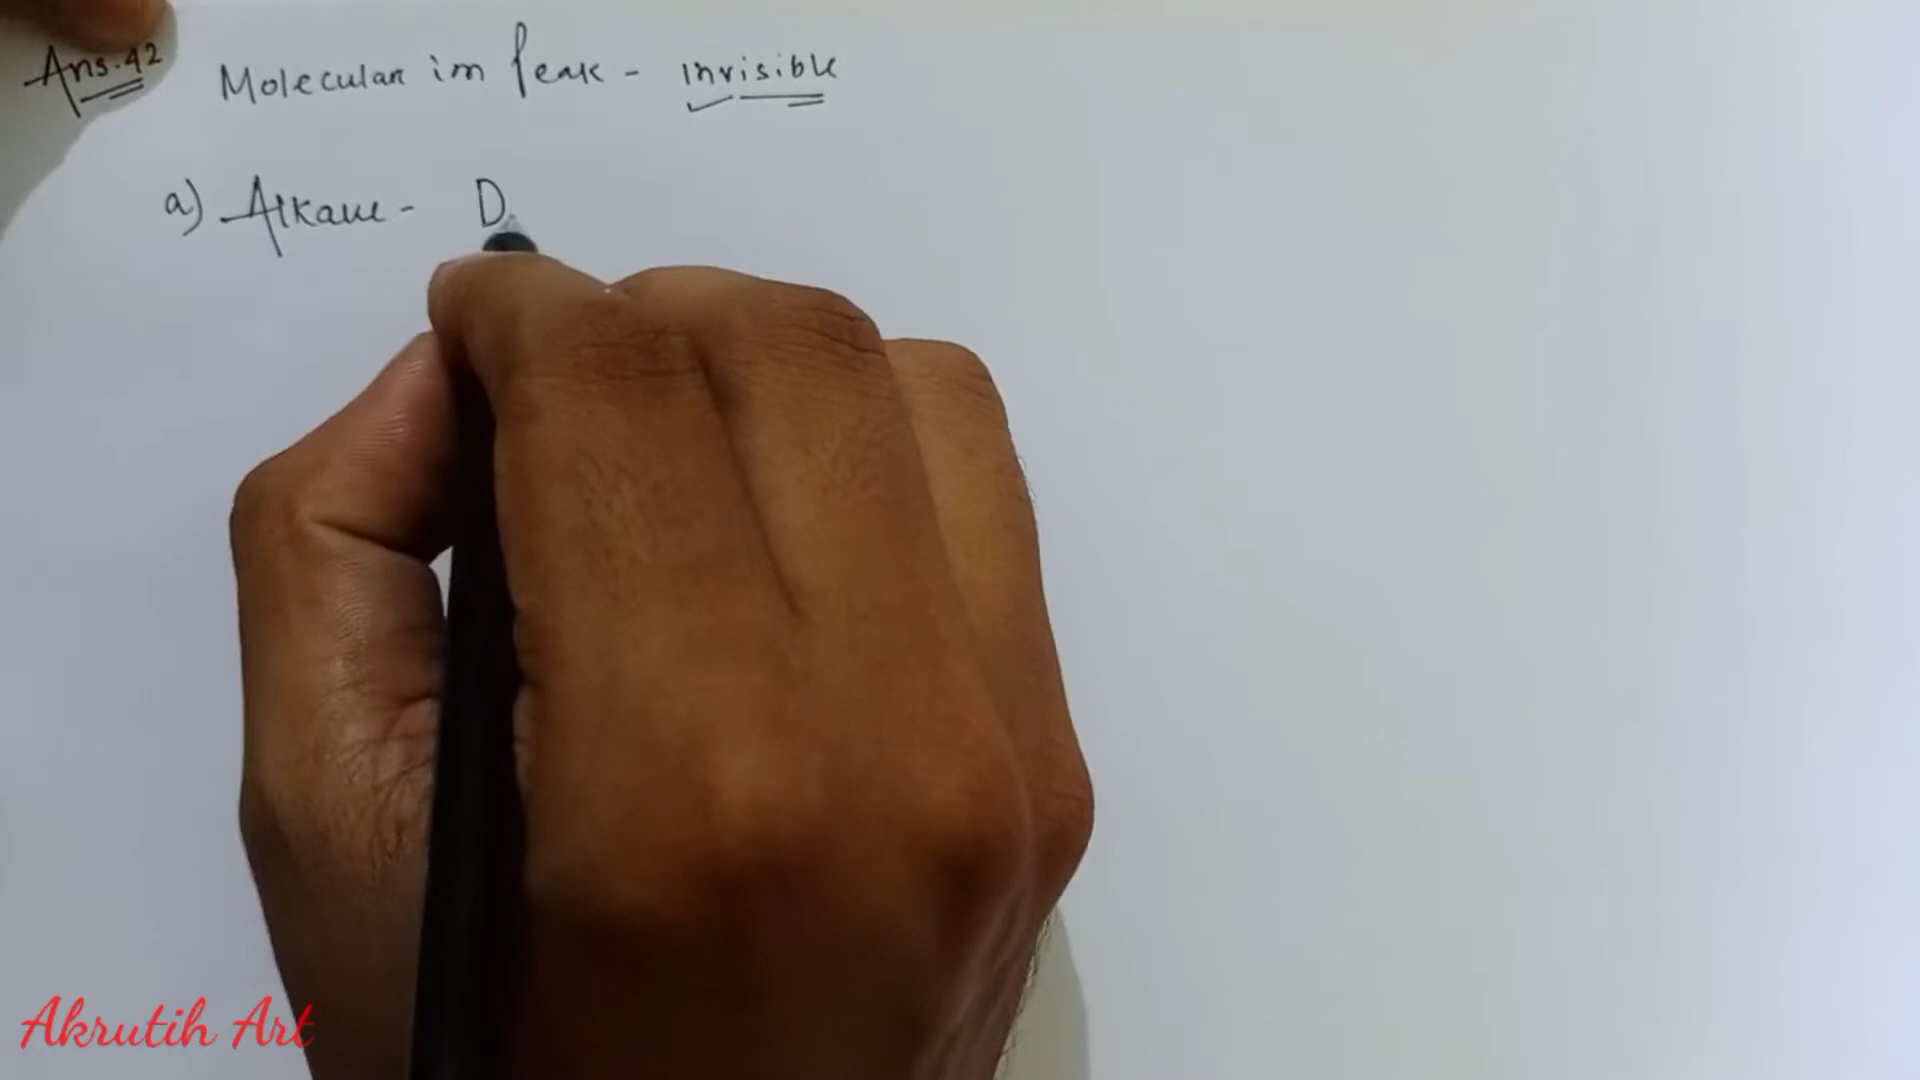 Ans.42 Molecular ion Peak - invisible
a) Alkane - D
Akrutih Art